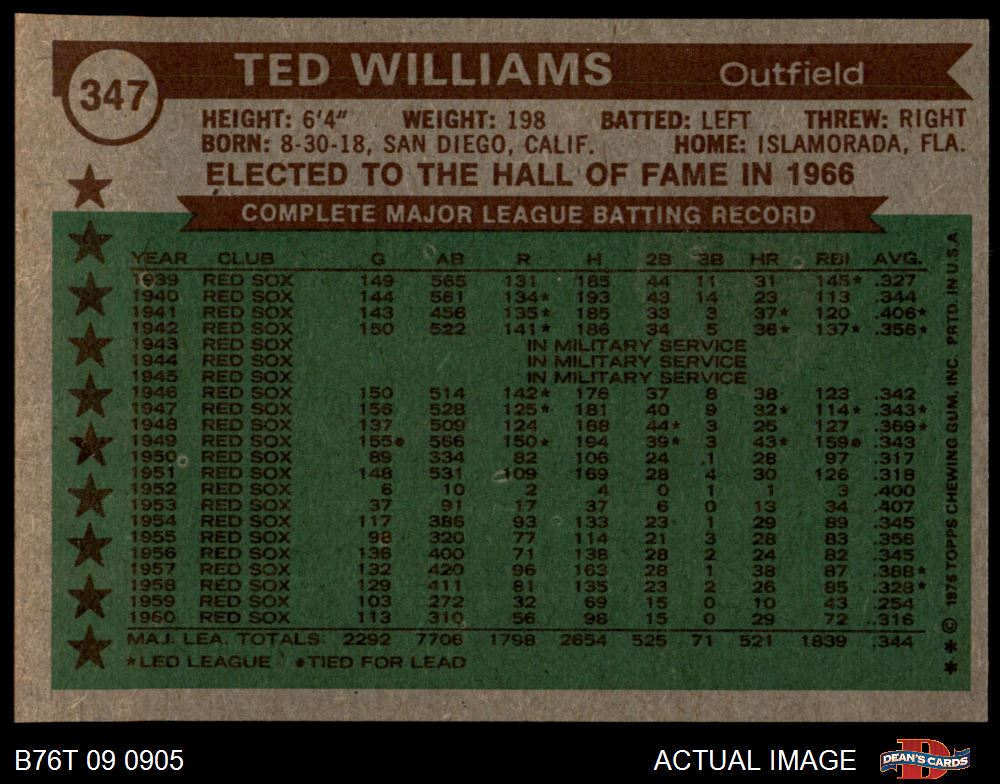 347
TED WILLIAMS Outfield
HEIGHT: 6'4" WEIGHT: 198 BATTED: LEFT THREW: RIGHT
BORN: 8-30-18, SAN DIEGO, CALIF. HOME: ISLAMORADA, FLA.
ELECTED TO THE HALL OF FAME IN 1966
COMPLETE MAJOR LEAGUE BATTING RECORD
YEAR CLUB G AB R H 2B 3B HR RBI AVG.
1939 RED SOX 149 565 131 185 44 11 31 145★ .327
1940 RED SOX 144 561 134★ 193 43 14 23 113 .344
1941 RED SOX 143 456 135★ 185 33 3 37★ 120 .406★
1942 RED SOX 150 522 141★ 186 34 5 36★ 137★ .356★
1943 RED SOX IN MILITARY SERVICE
1944 RED SOX IN MILITARY SERVICE
1945 RED SOX IN MILITARY SERVICE
1946 RED SOX 150 514 142★ 176 37 8 38 123 .342
1947 RED SOX 156 528 125★ 181 40 9 32★ 114★ .343★
1948 RED SOX 137 509 124 188 44★ 3 25 127 .369★
1949 RED SOX 155● 566 150★ 194 39★ 3 43★ 159● .343
1950 RED SOX 89 334 82 106 24 1 28 97 .317
1951 RED SOX 148 531 109 169 28 4 30 126 .318
1952 RED SOX 6 10 2 4 0 1 1 3 .400
1953 RED SOX 37 91 17 37 6 0 13 34 .407
1954 RED SOX 117 386 93 133 23 1 29 89 .345
1955 RED SOX 98 320 77 114 21 3 28 83 .356
1956 RED SOX 136 400 71 138 28 2 24 82 .345
1957 RED SOX 132 420 96 163 28 1 38 87 .388★
1958 RED SOX 129 411 81 135 23 2 26 85 .328★
1959 RED SOX 103 272 32 69 15 0 10 43 .254
1960 RED SOX 113 310 56 98 15 0 29 72 .316
MAJ. LEA. TOTALS 2292 7706 1798 2654 525 71 521 1839 .344
★LED LEAGUE ●TIED FOR LEAD
** © 1976 TOPPS CHEWING GUM, INC. PRTD. IN U.S.A.
B76T 09 0905 ACTUAL IMAGE DEAN'S CARDS